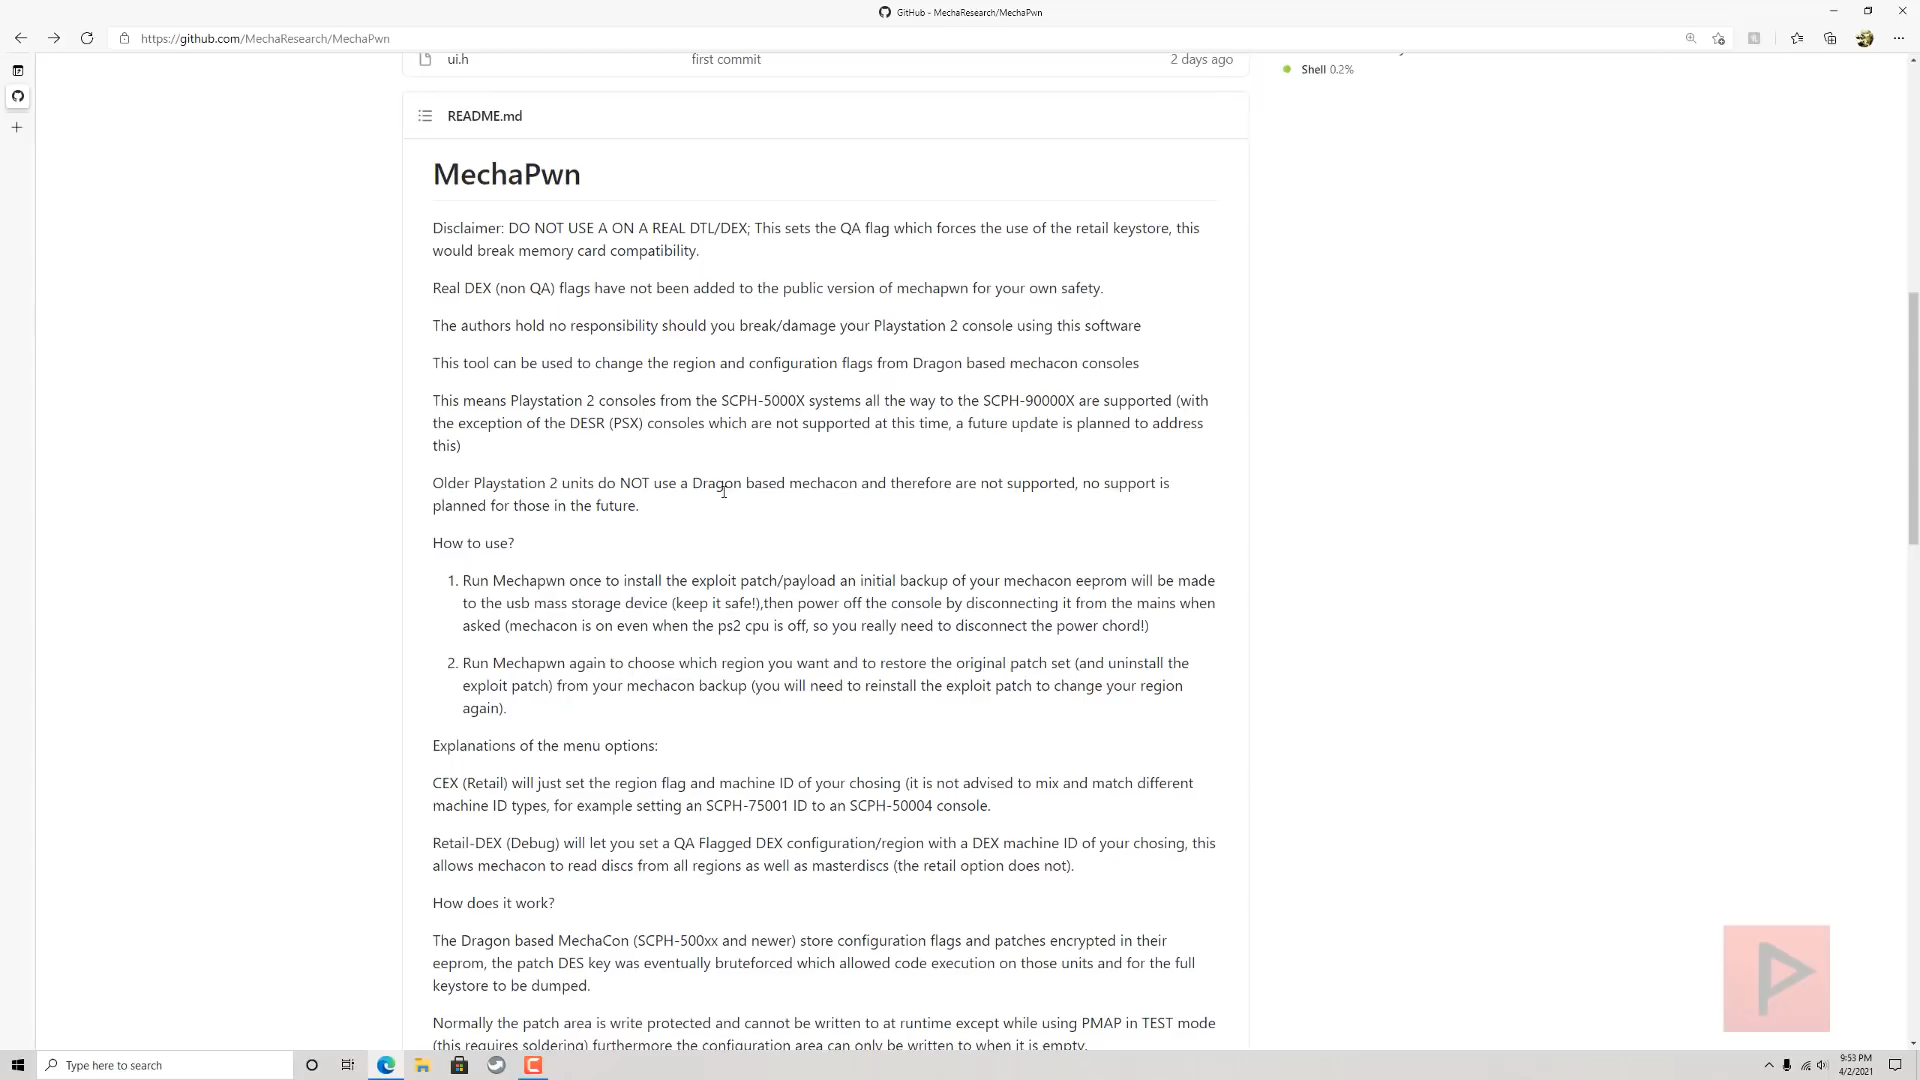 GitHub - MechaResearch/MechaPwn
https://github.com/MechaResearch/MechaPwn
ui.h first commit 2 days ago
Shell 0.2%
README.md
MechaPwn
Disclaimer: DO NOT USE A ON A REAL DTL/DEX; This sets the QA flag which forces the use of the retail keystore, this
would break memory card compatibility.
Real DEX (non QA) flags have not been added to the public version of mechapwn for your own safety.
The authors hold no responsibility should you break/damage your Playstation 2 console using this software
This tool can be used to change the region and configuration flags from Dragon based mechacon consoles
This means Playstation 2 consoles from the SCPH-5000X systems all the way to the SCPH-90000X are supported (with
the exception of the DESR (PSX) consoles which are not supported at this time, a future update is planned to address
this)
Older Playstation 2 units do NOT use a Dragon based mechacon and therefore are not supported, no support is
planned for those in the future.
How to use?
1. Run Mechapwn once to install the exploit patch/payload an initial backup of your mechacon eeprom will be made
to the usb mass storage device (keep it safe!),then power off the console by disconnecting it from the mains when
asked (mechacon is on even when the ps2 cpu is off, so you really need to disconnect the power chord!)
2. Run Mechapwn again to choose which region you want and to restore the original patch set (and uninstall the
exploit patch) from your mechacon backup (you will need to reinstall the exploit patch to change your region
again).
Explanations of the menu options:
CEX (Retail) will just set the region flag and machine ID of your chosing (it is not advised to mix and match different
machine ID types, for example setting an SCPH-75001 ID to an SCPH-50004 console.
Retail-DEX (Debug) will let you set a QA Flagged DEX configuration/region with a DEX machine ID of your chosing, this
allows mechacon to read discs from all regions as well as masterdiscs (the retail option does not).
How does it work?
The Dragon based MechaCon (SCPH-500xx and newer) store configuration flags and patches encrypted in their
eeprom, the patch DES key was eventually bruteforced which allowed code execution on those units and for the full
keystore to be dumped.
Normally the patch area is write protected and cannot be written to at runtime except while using PMAP in TEST mode
(this requires soldering) furthermore the configuration area can only be written to when it is empty.
Type here to search
9:53 PM
4/2/2021